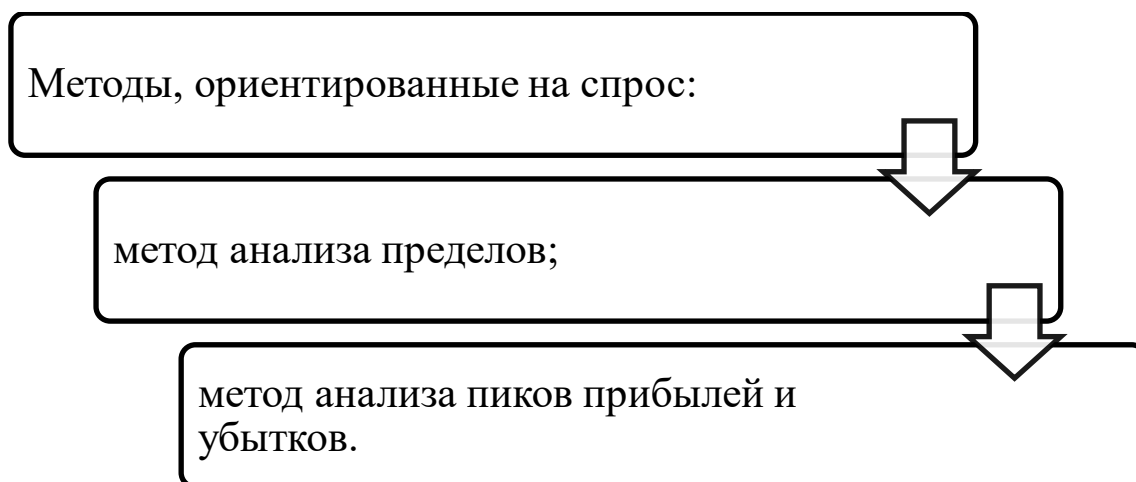 Методы, ориентированные на спрос:
метод анализа пределов;
метод анализа пиков прибылей и
убытков.